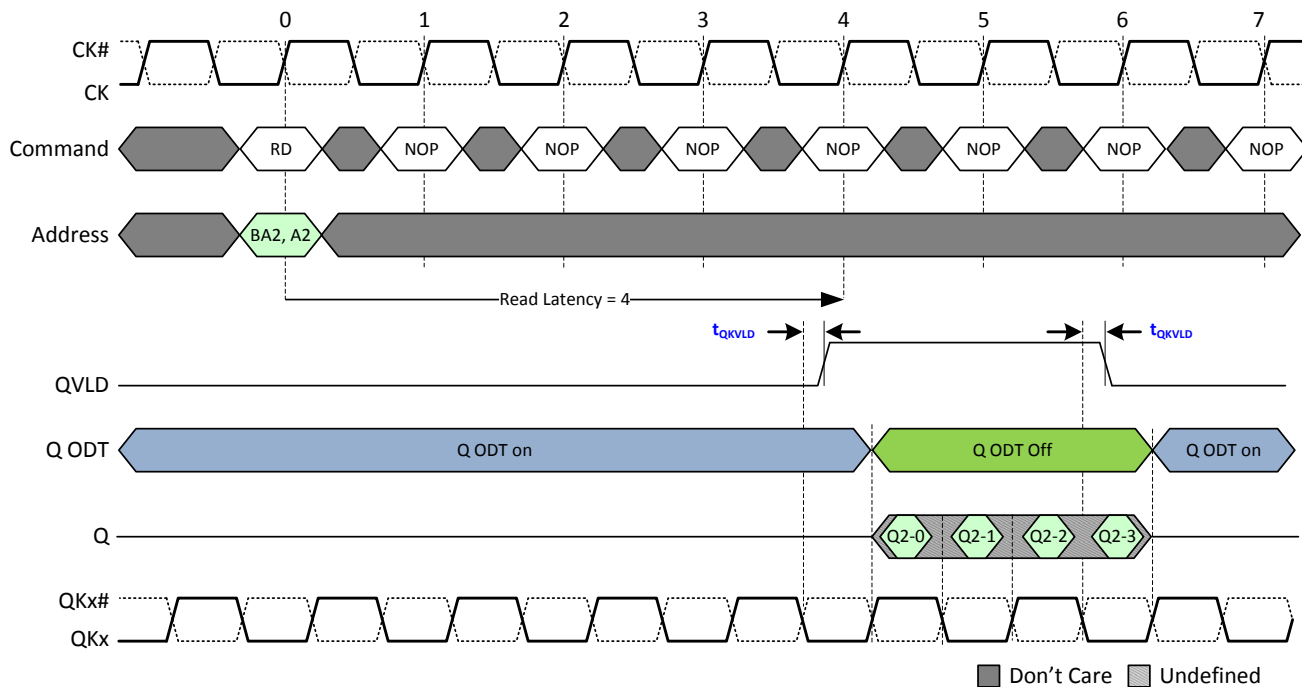 0 1 2 3 4 5 6 7
CK#
CK
Command RD NOP NOP NOP NOP NOP NOP NOP
Address BA2, A2
Read Latency = 4
tQKVLD tQKVLD
QVLD
Q ODT Q ODT on Q ODT Off Q ODT on
Q Q2-0 Q2-1 Q2-2 Q2-3
QKx#
QKx
Don't Care Undefined